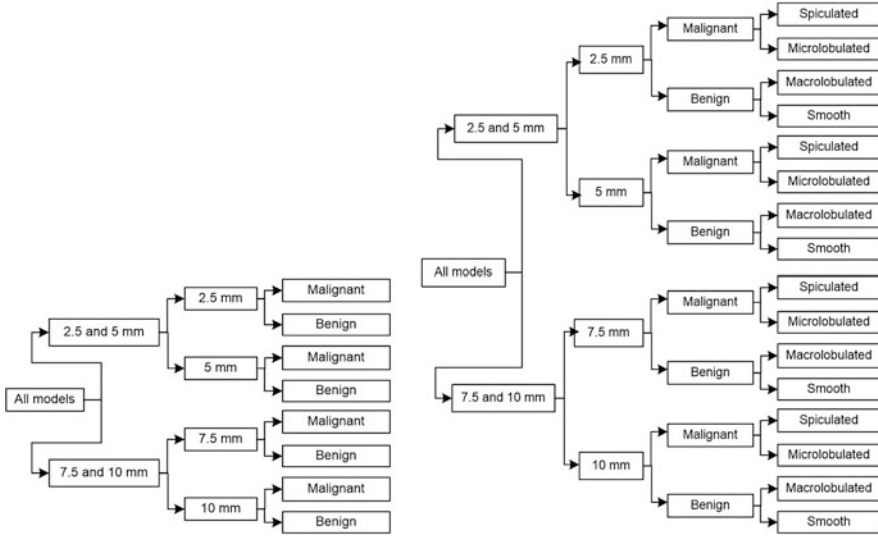 All models
2.5 and 5 mm
7.5 and 10 mm
2.5 mm
5 mm
7.5 mm
10 mm
Malignant
Benign
Malignant
Benign
Malignant
Benign
Malignant
Benign
All models
2.5 and 5 mm
7.5 and 10 mm
2.5 mm
5 mm
7.5 mm
10 mm
Malignant
Benign
Malignant
Benign
Malignant
Benign
Malignant
Benign
Spiculated
Microlobulated
Macrolobulated
Smooth
Spiculated
Microlobulated
Macrolobulated
Smooth
Spiculated
Microlobulated
Macrolobulated
Smooth
Spiculated
Microlobulated
Macrolobulated
Smooth